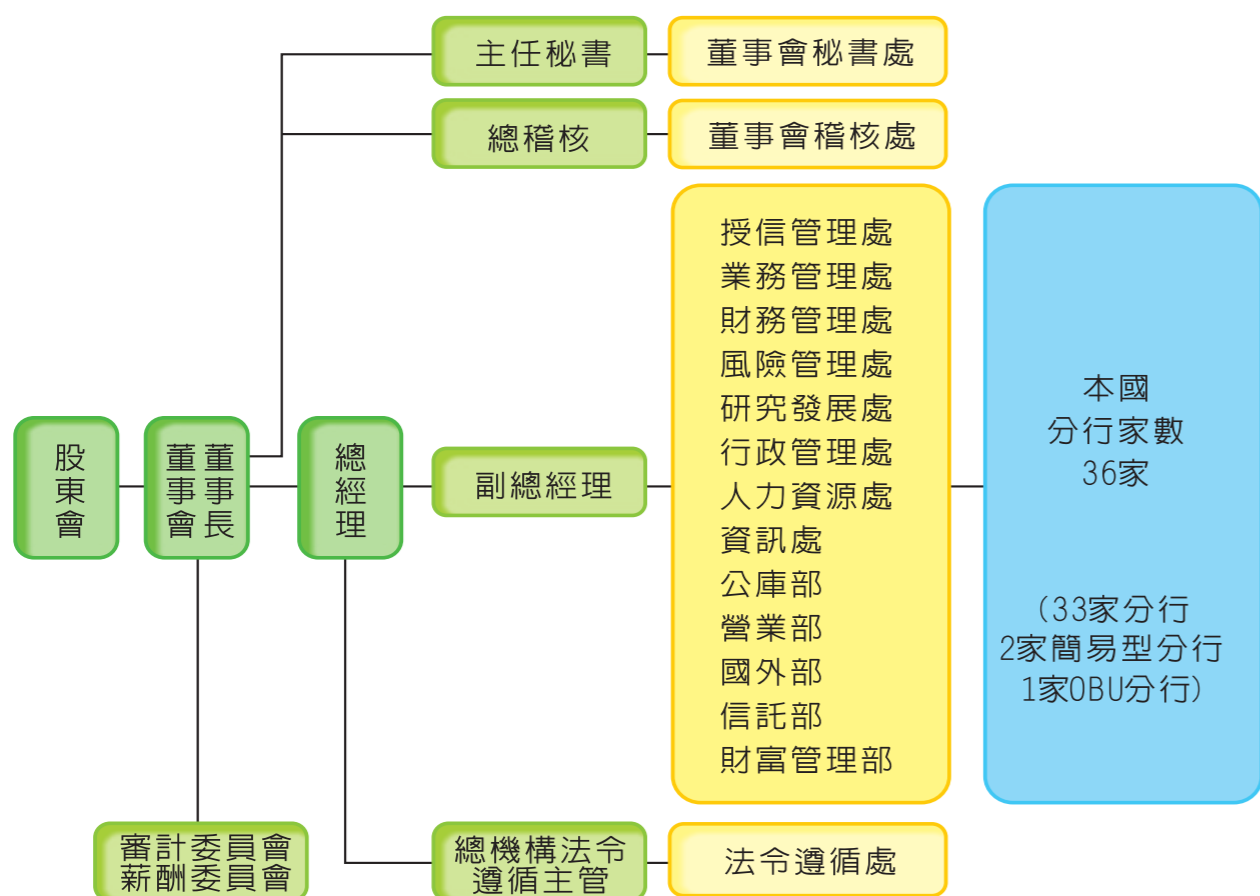 主任秘書
董事會秘書處
總稽核
董事會稽核處
股東會
董事會
董事長
總經理
副總經理
授信管理處
業務管理處
財務管理處
風險管理處
研究發展處
行政管理處
人力資源處
資訊處
公庫部
營業部
國外部
信託部
財富管理部
本國
分行家數
36家
(33家分行
2家簡易型分行
1家OBU分行)
審計委員會
薪酬委員會
總機構法令
遵循主管
法令遵循處